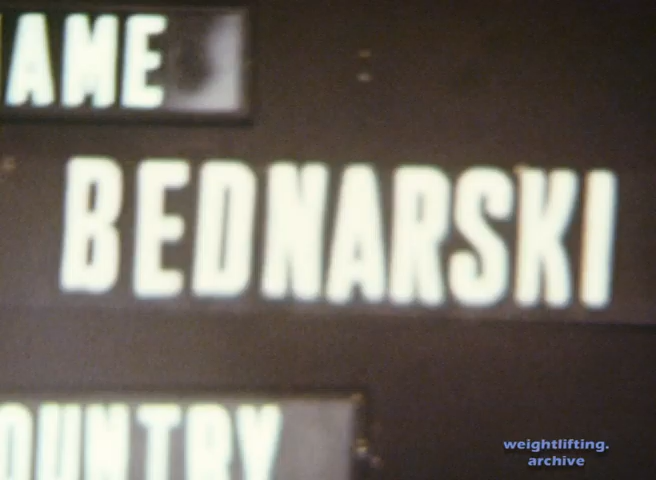 AME
BEDNARSKI
OUNTRY
weightlifting.
archive